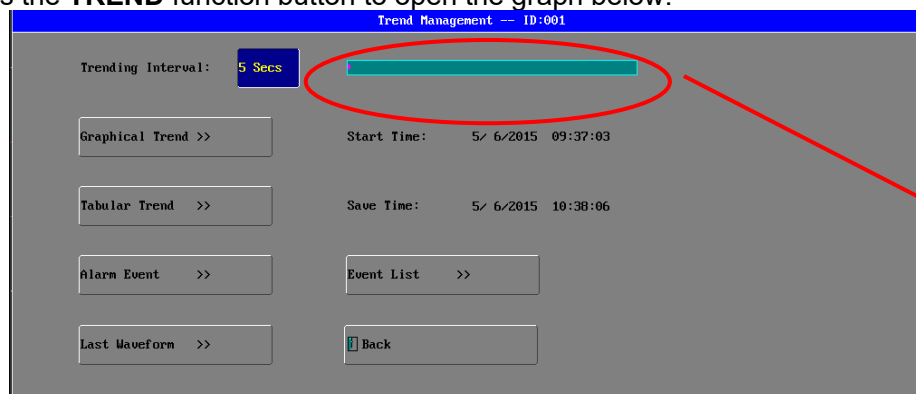 s the TREND function button to open the graph below:
Trend Management -- ID:001
Trending Interval: 5 Secs
Graphical Trend >> Start Time: 5/ 6/2015 09:37:03
Tabular Trend >> Save Time: 5/ 6/2015 10:38:06
Alarm Event >> Event List >>
Last Waveform >> Back